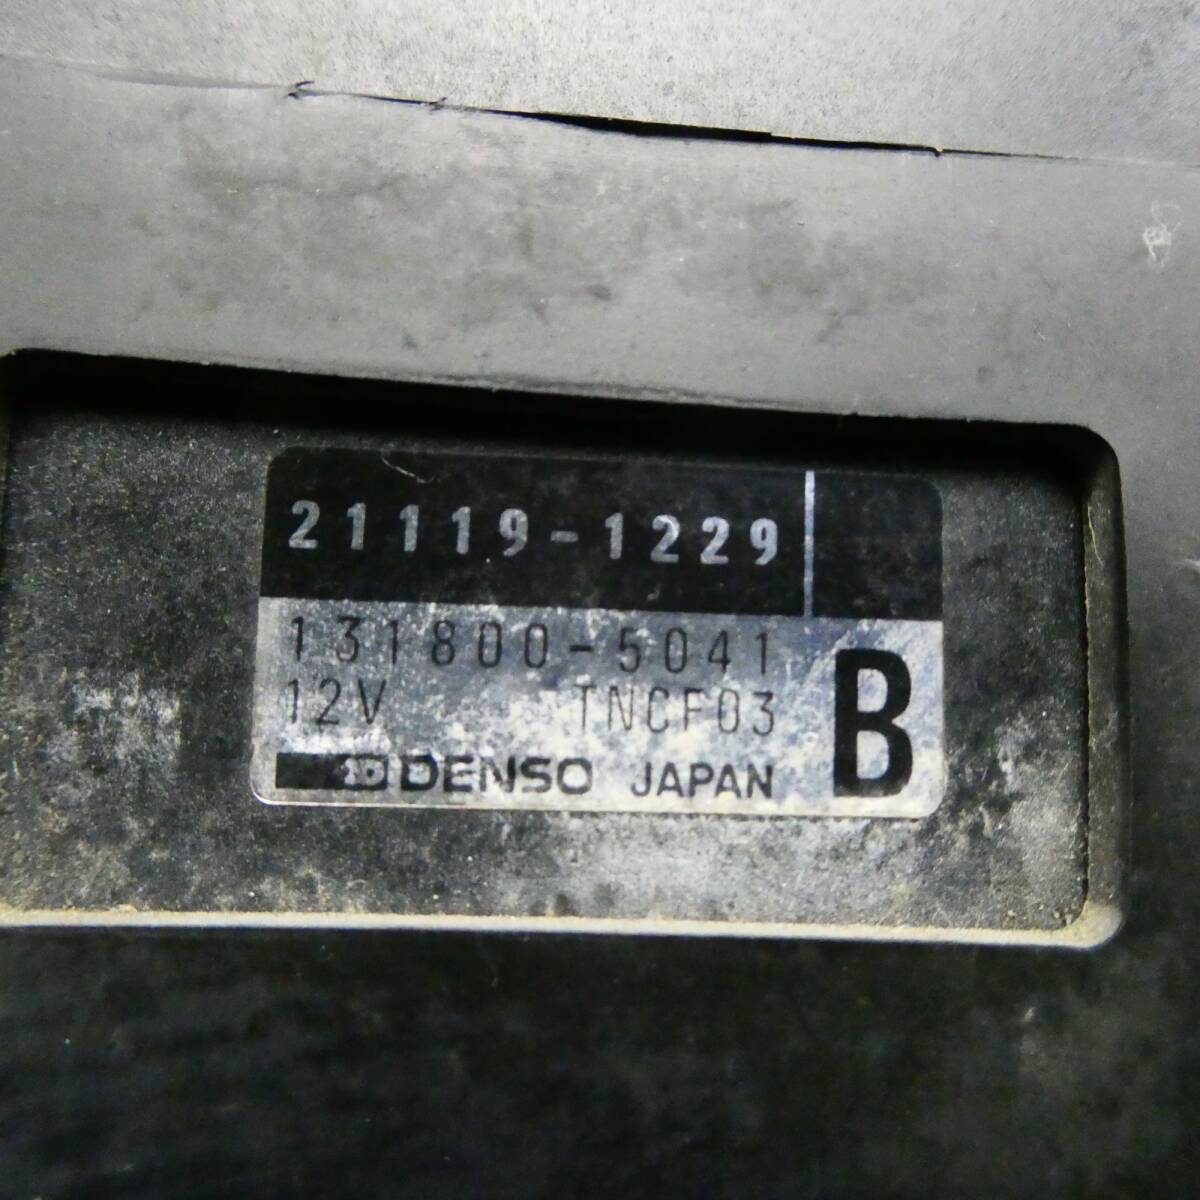 21119-1229
131800-5041
12V TNCF03
B
DENSO JAPAN